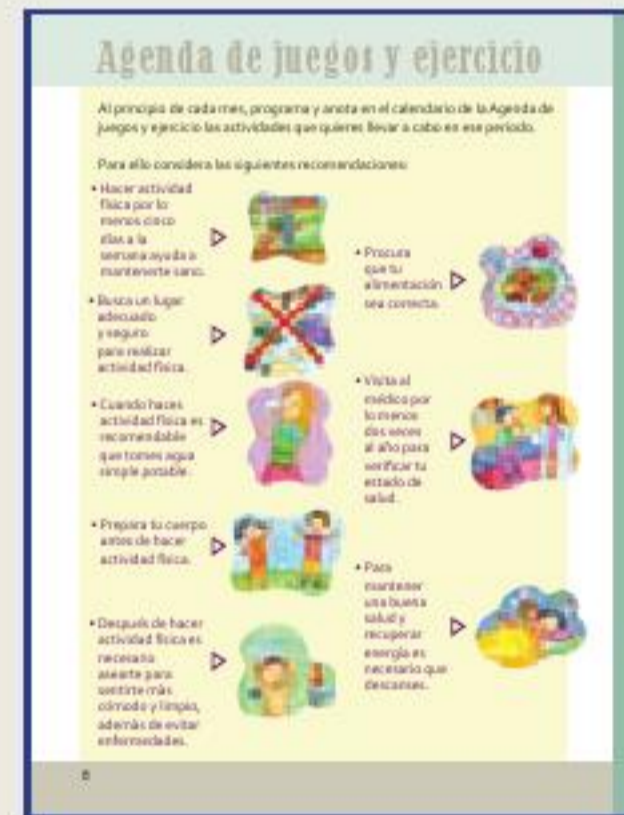 Agenda de juegos y ejercicio
Al principio de cada mes, programa y anota en el calendario de la Agenda de
juegos y ejercicio las actividades que quieres llevar a cabo en ese periodo.
Para ello considera las siguientes recomendaciones:
• Hacer actividad
física por lo
menos cinco
días a la
semana ayuda a
mantenerte sano.
• Busca un lugar
adecuado
y seguro
para realizar
actividad física.
• Cuando haces
actividad física es
recomendable
que tomes agua
simple potable.
• Prepara tu cuerpo
antes de hacer
actividad física.
• Después de hacer
actividad física es
necesario
asearte para
sentirte más
cómodo y limpio,
además de evitar
enfermedades.
• Procura
que tu
alimentación
sea correcta.
• Visita al
médico por
lo menos
dos veces
al año para
verificar tu
estado de
salud.
• Para
mantener
una buena
salud y
recuperar
energía es
necesario que
descanses.
8